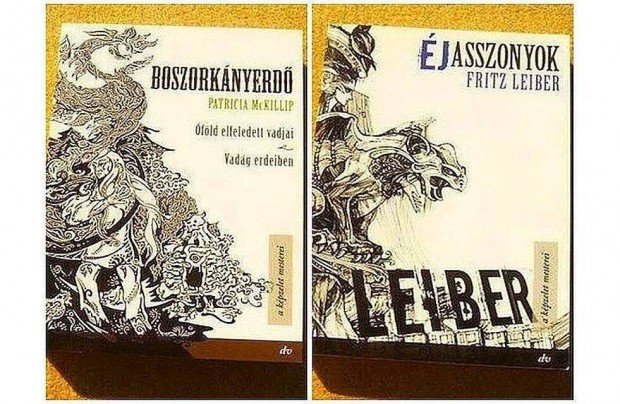 BOSZORKÁNYERDŐ
PATRICIA McKILLIP
Óföld elfeledett vadjai
Vadág erdeiben
a képzelet mesterei
dv
ÉJASSZONYOK
FRITZ LEIBER
a képzelet mesterei
LEIBER
dv